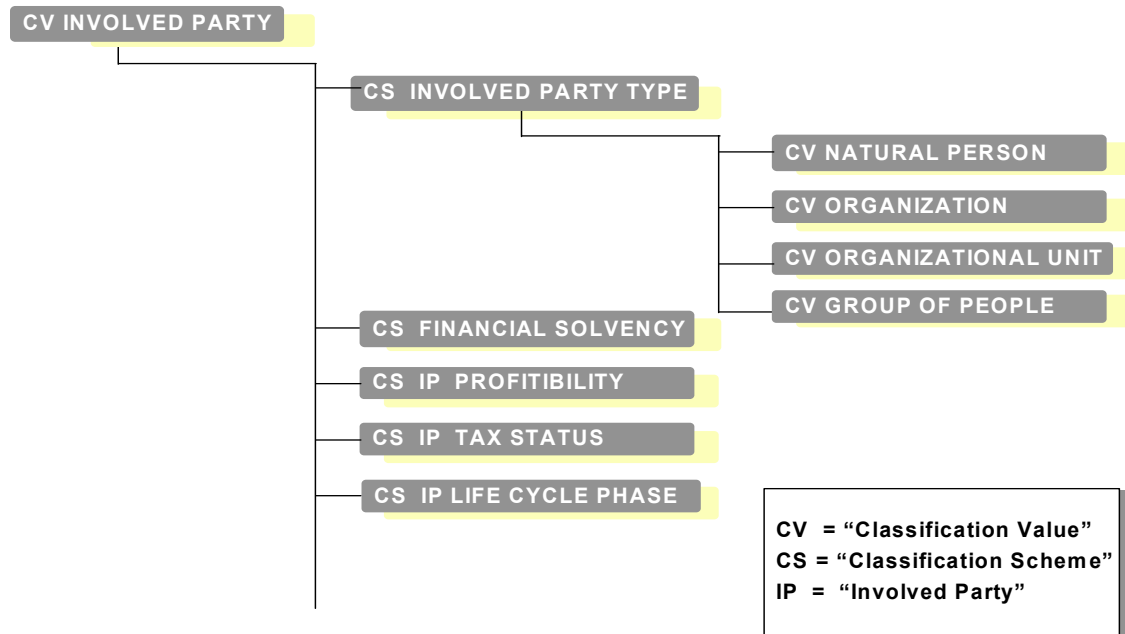 CV INVOLVED PARTY
CS INVOLVED PARTY TYPE
CV NATURAL PERSON
CV ORGANIZATION
CV ORGANIZATIONAL UNIT
CV GROUP OF PEOPLE
CS FINANCIAL SOLVENCY
CS IP PROFITIBILITY
CS IP TAX STATUS
CS IP LIFE CYCLE PHASE
CV = “Classification Value”
CS = “Classification Scheme”
IP = “Involved Party”